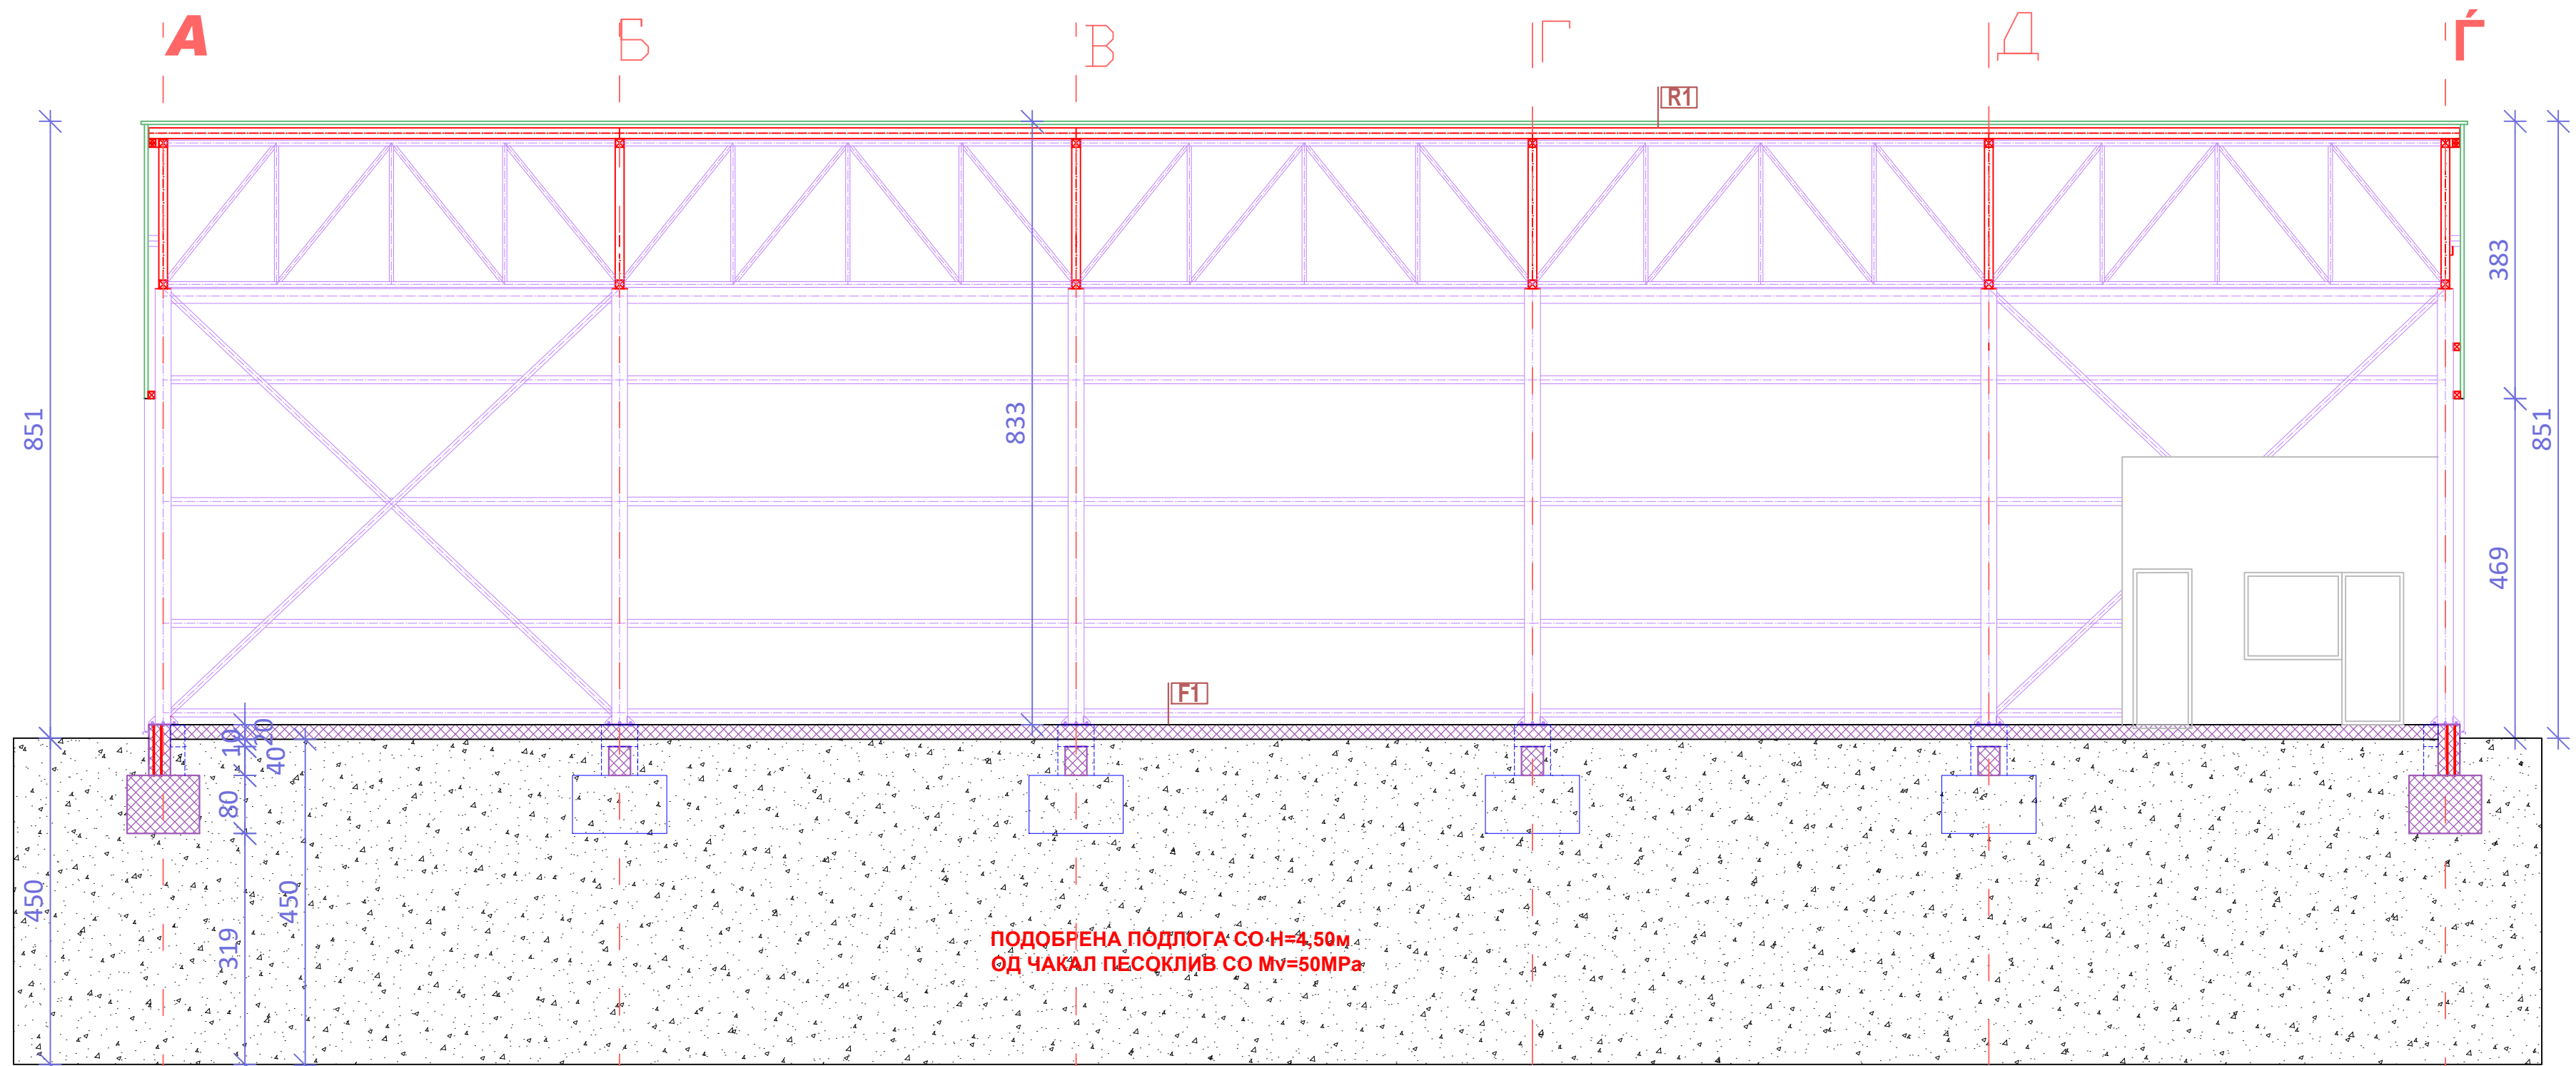 А
Б
В
Г
Д
Ѓ
R1
851
833
383
469
851
F1
10
20
40
80
319
450
450
ПОДОБРЕНА ПОДЛОГА СО Н=4,50м
ОД ЧАКАЛ ПЕСОКЛИВ СО Mv=50MPa